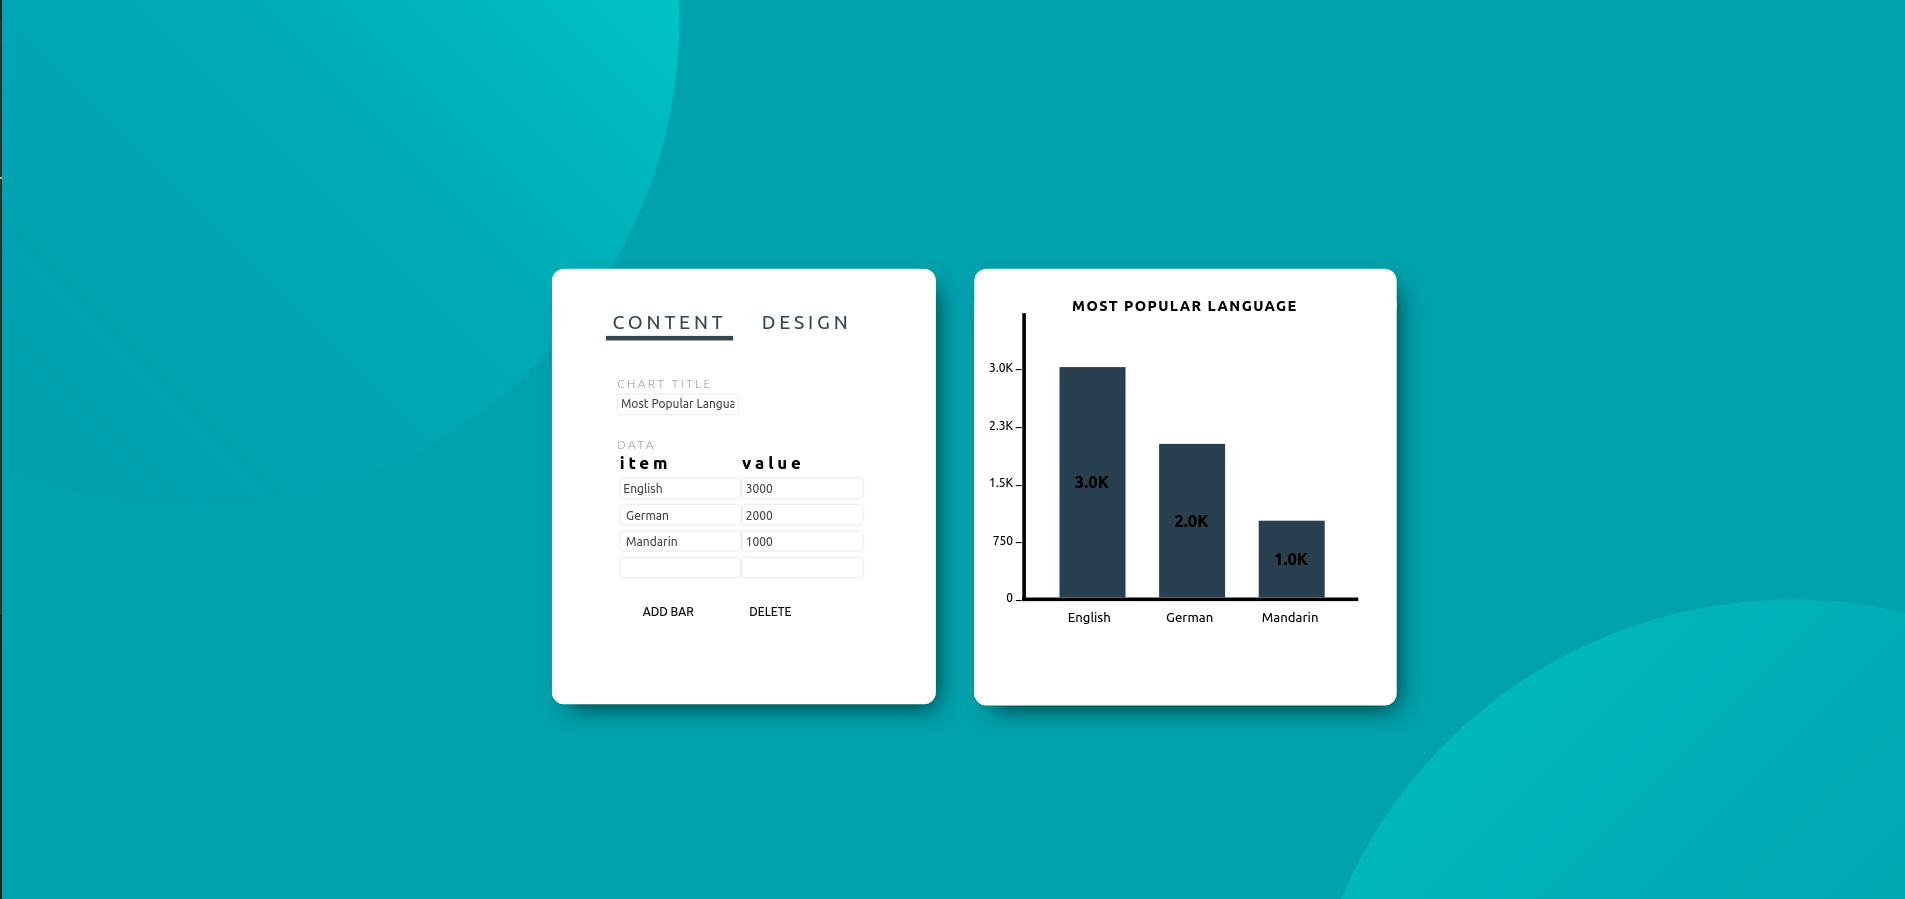 CONTENT DESIGN
CHART TITLE
Most Popular Langua
DATA
item value
English 3000
German 2000
Mandarin 1000
ADD BAR DELETE
MOST POPULAR LANGUAGE
3.0K
2.3K
1.5K
750
0
3.0K
2.0K
1.0K
English German Mandarin